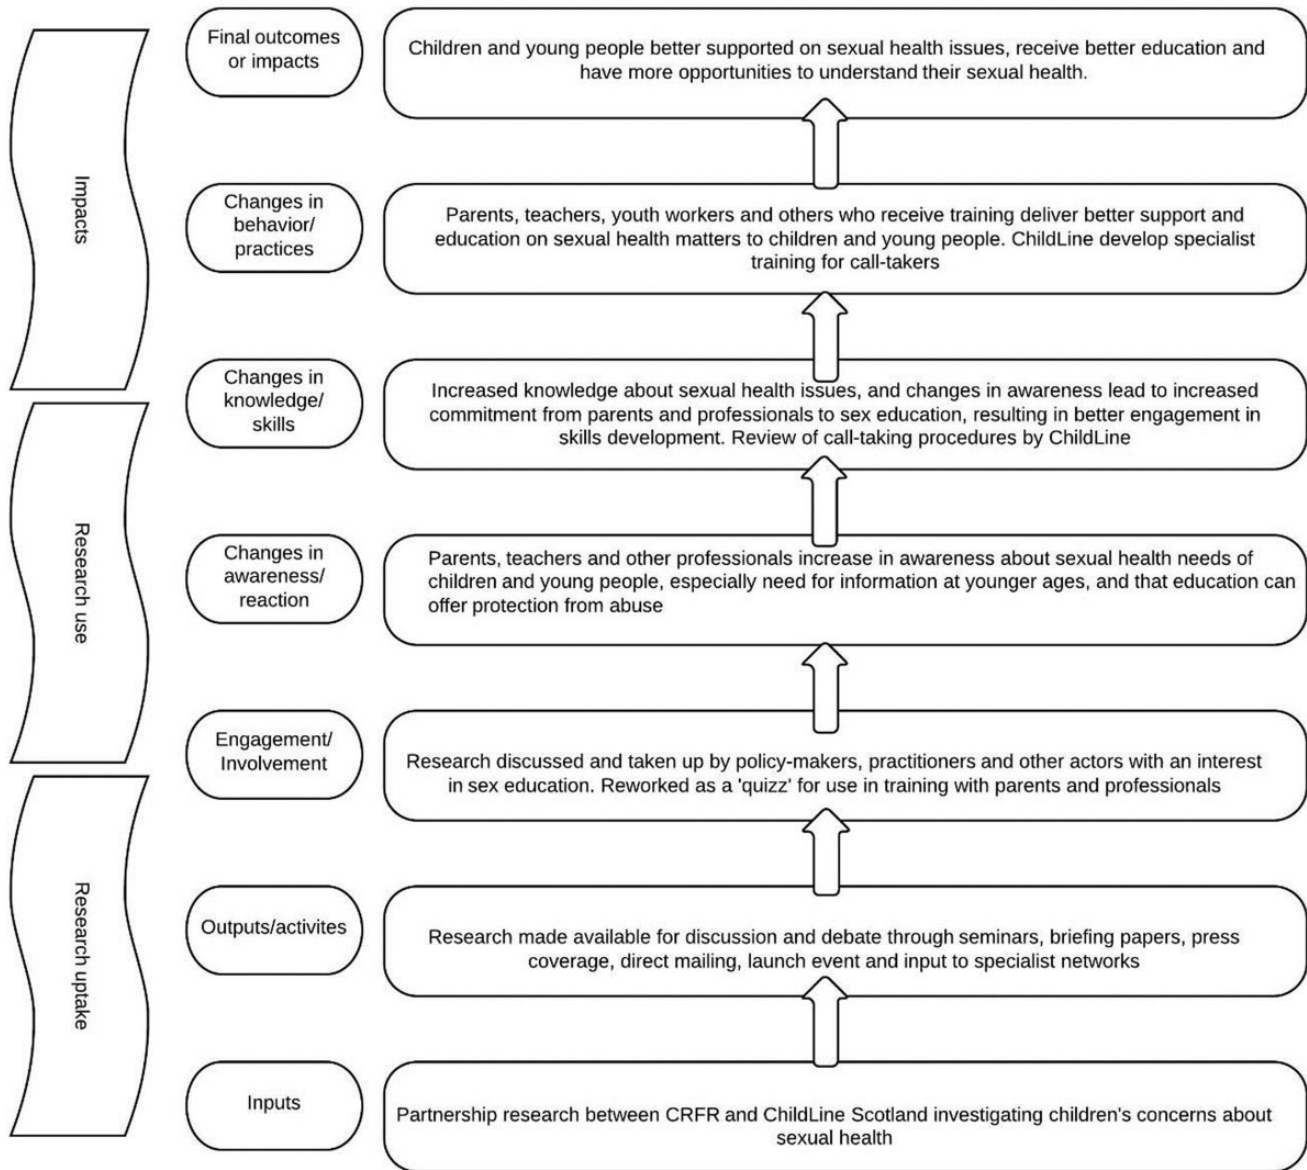 Final outcomes
or impacts
Children and young people better supported on sexual health issues, receive better education and
have more opportunities to understand their sexual health.
Impacts
Changes in
behavior/
practices
Parents, teachers, youth workers and others who receive training deliver better support and
education on sexual health matters to children and young people. ChildLine develop specialist
training for call-takers
Changes in
knowledge/
skills
Increased knowledge about sexual health issues, and changes in awareness lead to increased
commitment from parents and professionals to sex education, resulting in better engagement in
skills development. Review of call-taking procedures by ChildLine
Research use
Changes in
awareness/
reaction
Parents, teachers and other professionals increase in awareness about sexual health needs of
children and young people, especially need for information at younger ages, and that education can
offer protection from abuse
Engagement/
Involvement
Research discussed and taken up by policy-makers, practitioners and other actors with an interest
in sex education. Reworked as a 'quizz' for use in training with parents and professionals
Research uptake
Outputs/activites
Research made available for discussion and debate through seminars, briefing papers, press
coverage, direct mailing, launch event and input to specialist networks
Inputs
Partnership research between CRFR and ChildLine Scotland investigating children's concerns about
sexual health